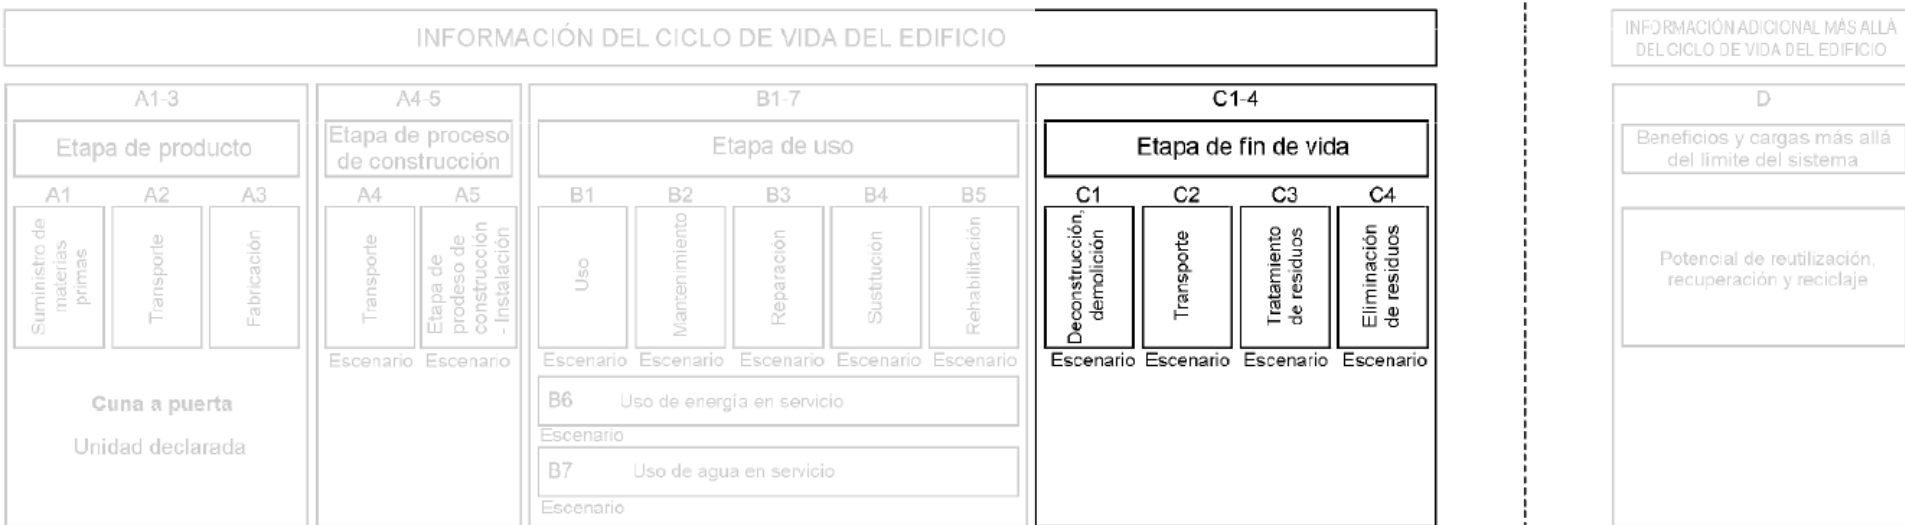 INFORMACIÓN DEL CICLO DE VIDA DEL EDIFICIO
INFORMACIÓN ADICIONAL MÁS ALLÁ
DEL CICLO DE VIDA DEL EDIFICIO
A1-3
Etapa de producto
A1
A2
A3
Suministro de
materias
primas
Transporte
Fabricación
Cuna a puerta
Unidad declarada
A4-5
Etapa de proceso
de construcción
A4
A5
Transporte
Etapa de
prodeso de
construcción
- Instalación
Escenario
Escenario
B1-7
Etapa de uso
B1
B2
B3
B4
B5
Uso
Mantenimiento
Reparación
Sustitución
Rehabilitación
Escenario
Escenario
Escenario
Escenario
Escenario
B6 Uso de energía en servicio
Escenario
B7 Uso de agua en servicio
Escenario
C1-4
Etapa de fin de vida
C1
C2
C3
C4
Deconstrucción,
demolición
Transporte
Tratamiento
de residuos
Eliminación
de residuos
Escenario
Escenario
Escenario
Escenario
D
Beneficios y cargas más allá
del límite del sistema
Potencial de reutilización,
recuperación y reciclaje